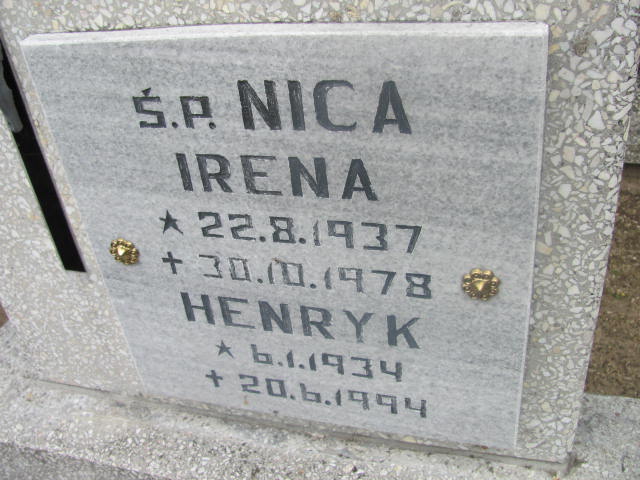 Ś.P. NICA
IRENA
★ 22.8.1937
+ 30.10.1978
HENRYK
★ 6.1.1934
+ 20.6.1994